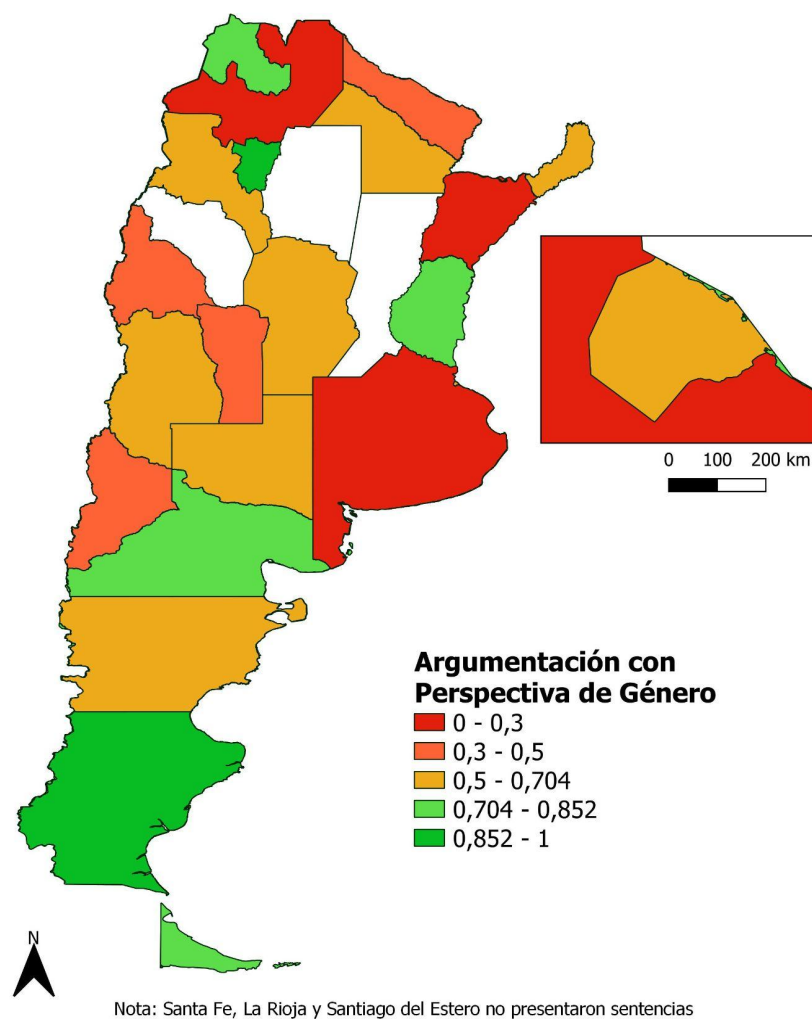 0 100 200 km
Argumentación con
Perspectiva de Género
0 - 0,3
0,3 - 0,5
0,5 - 0,704
0,704 - 0,852
0,852 - 1
N
Nota: Santa Fe, La Rioja y Santiago del Estero no presentaron sentencias